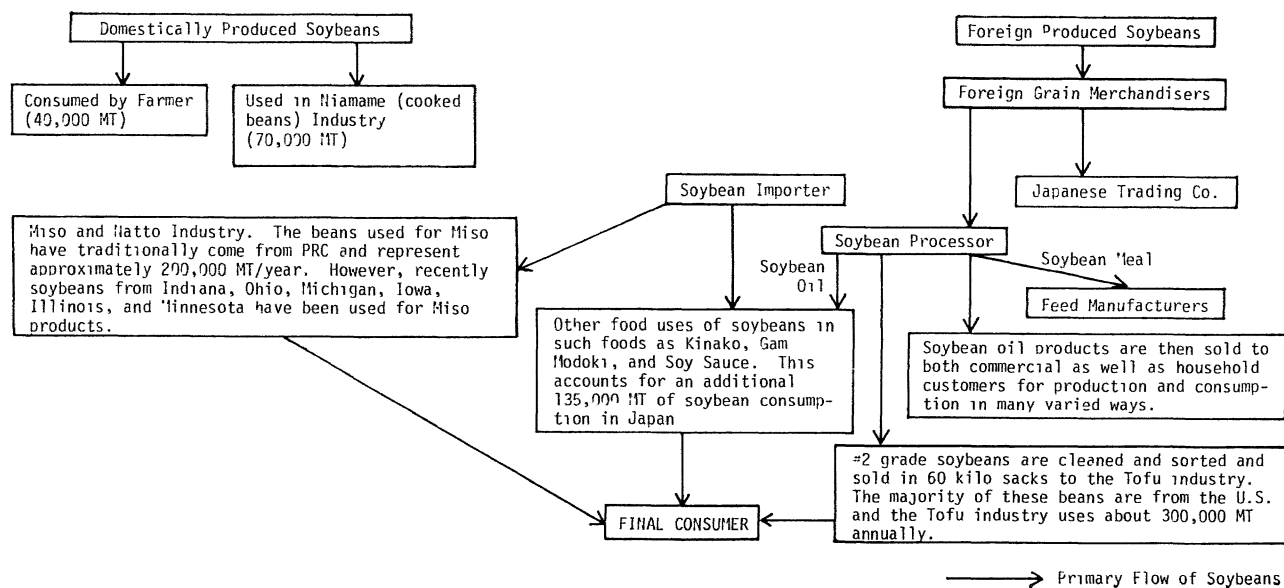 Domestically Produced Soybeans
Consumed by Farmer
(40,000 MT)
Used in Niamame (cooked
beans) Industry
(70,000 MT)
Foreign Produced Soybeans
Foreign Grain Merchandisers
Japanese Trading Co.
Soybean Importer
Miso and Natto Industry. The beans used for Miso
have traditionally come from PRC and represent
approximately 200,000 MT/year. However, recently
soybeans from Indiana, Ohio, Michigan, Iowa,
Illinois, and Minnesota have been used for Miso
products.
Soybean Processor
Soybean
Oil
Soybean Meal
Feed Manufacturers
Other food uses of soybeans in
such foods as Kinako, Gam
Modoki, and Soy Sauce. This
accounts for an additional
135,000 MT of soybean consump-
tion in Japan
Soybean oil products are then sold to
both commercial as well as household
customers for production and consump-
tion in many varied ways.
#2 grade soybeans are cleaned and sorted and
sold in 60 kilo sacks to the Tofu industry.
The majority of these beans are from the U.S.
and the Tofu industry uses about 300,000 MT
annually.
FINAL CONSUMER
Primary Flow of Soybeans